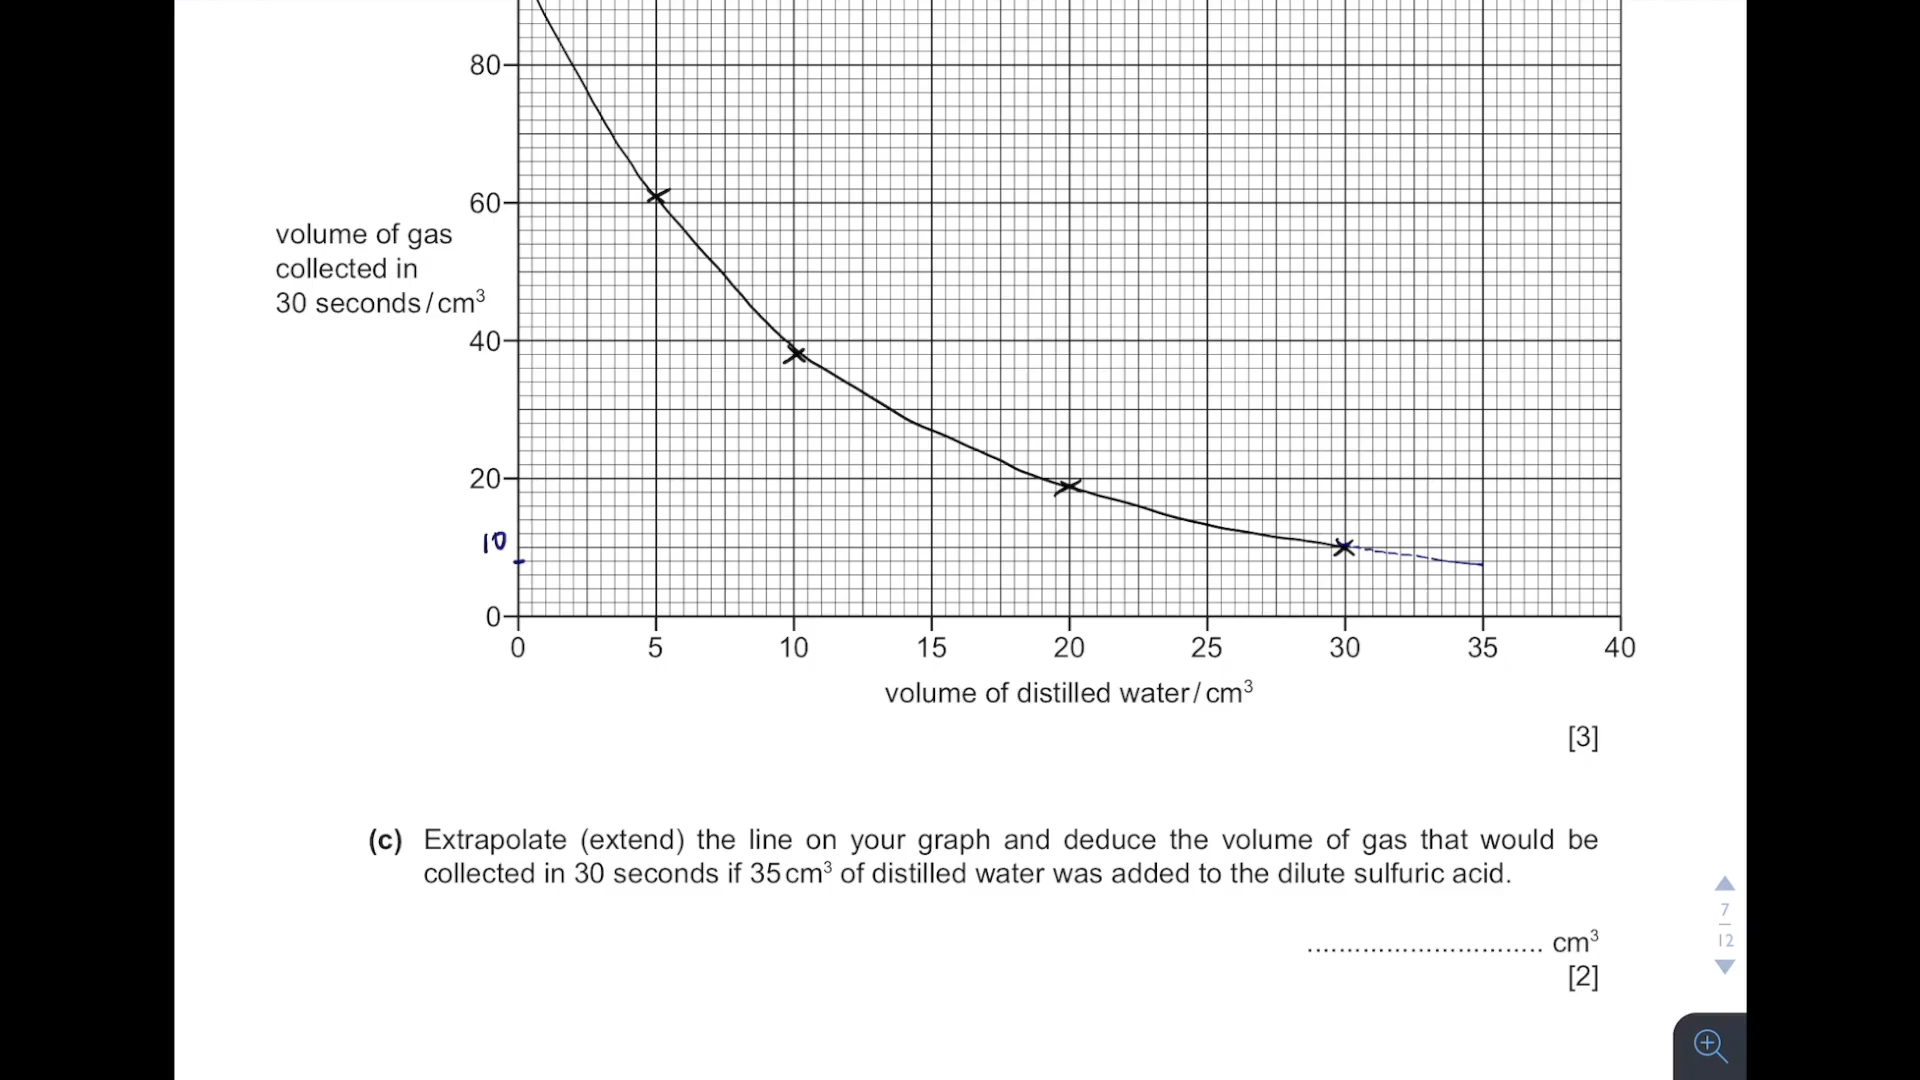 80
60
volume of gas
collected in
30 seconds / cm³
40
20
10
0
0 5 10 15 20 25 30 35 40
volume of distilled water / cm³
[3]
(c) Extrapolate (extend) the line on your graph and deduce the volume of gas that would be
collected in 30 seconds if 35 cm³ of distilled water was added to the dilute sulfuric acid.
.............................. cm³
[2]
7
12